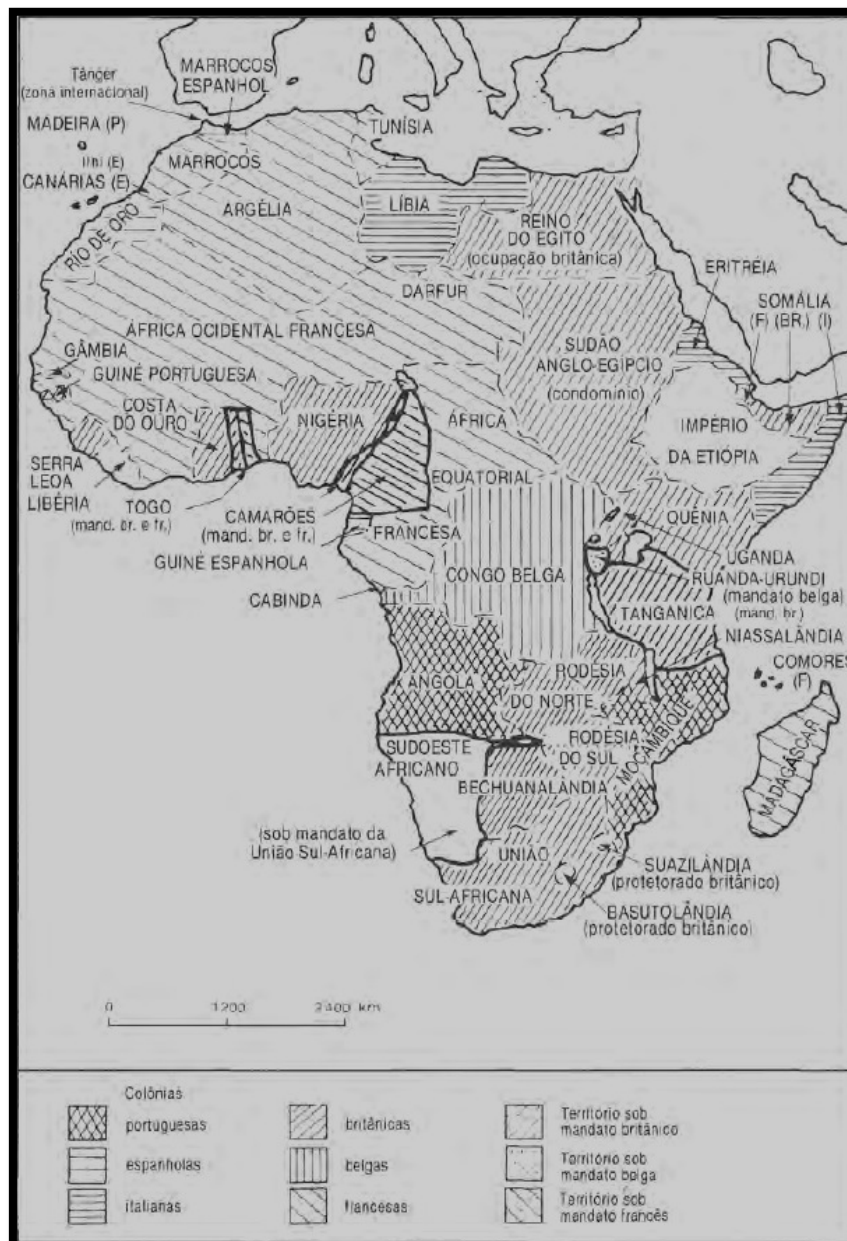 Tânger
(zona internacional)
MARROCOS
ESPANHOL
MADEIRA (P)
CANÁRIAS (E)
RIO DE ORO
MARROCOS
TUNÍSIA
ARGÉLIA
LÍBIA
REINO
DO EGITO
(ocupação britânica)
ERITRÉIA
DARFUR
SOMÁLIA
(F) (BR.) (I)
ÁFRICA OCIDENTAL FRANCESA
SUDÃO
ANGLO-EGÍPCIO
(condomínio)
GÂMBIA
GUINÉ PORTUGUESA
COSTA
DO OURO
NIGÉRIA
ÁFRICA
EQUATORIAL
FRANCESA
IMPÉRIO
DA ETIÓPIA
SERRA
LEOA
LIBÉRIA
TOGO
(mand. br. e fr.)
CAMARÕES
(mand. br. e fr.)
GUINÉ ESPANHOLA
CABINDA
CONGO BELGA
QUÊNIA
UGANDA
RUANDA-URUNDI
(mandato belga)
TANGANICA
(mand. br.)
NIASSALÂNDIA
COMORES
(F)
ANGOLA
RODÉSIA
DO NORTE
RODÉSIA
DO SUL
MOÇAMBIQUE
MADAGÁSCAR
SUDOESTE
AFRICANO
BECHUANALÂNDIA
(sob mandato da
União Sul-Africana)
UNIÃO
SUL-AFRICANA
SUAZILÂNDIA
(protetorado britânico)
BASUTOLÂNDIA
(protetorado britânico)
0 1200 2400 km
Colônias
portuguesas
espanholas
italianas
britânicas
belgas
francesas
Território sob
mandato britânico
Território sob
mandato belga
Território sob
mandato francês